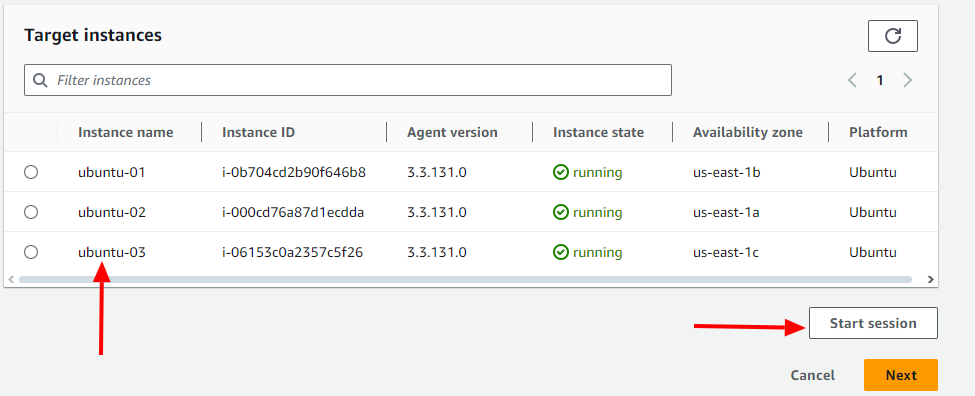 Target instances
Filter instances
1
Instance name Instance ID Agent version Instance state Availability zone Platform
ubuntu-01 i-0b704cd2b90f646b8 3.3.131.0 running us-east-1b Ubuntu
ubuntu-02 i-000cd76a87d1ecdda 3.3.131.0 running us-east-1a Ubuntu
ubuntu-03 i-06153c0a2357c5f26 3.3.131.0 running us-east-1c Ubuntu
Start session
Cancel Next